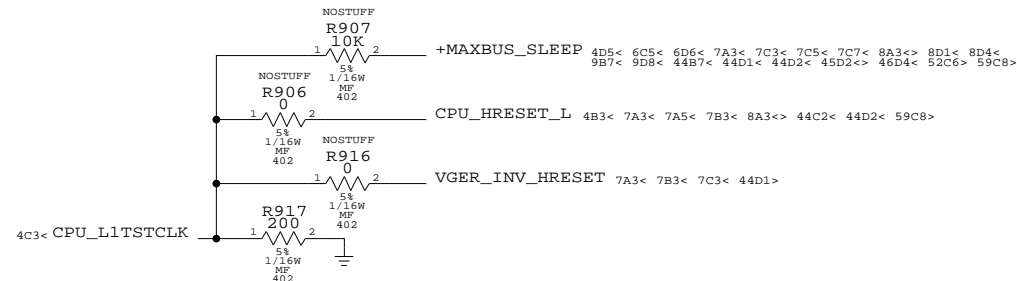 NOSTUFF
R907
10K
1 2
5%
1/16W
MF
402
+MAXBUS_SLEEP 4D5< 6C5< 6D6< 7A3< 7C3< 7C5< 7C7< 8A3<> 8D1< 8D4<
9B7< 9D8< 44B7< 44D1< 44D2< 45D2<> 46D4< 52C6> 59C8>
NOSTUFF
R906
0
1 2
5%
1/16W
MF
402
CPU_HRESET_L 4B3< 7A3< 7A5< 7B3< 8A3<> 44C2< 44D2< 59C8>
NOSTUFF
R916
0
1 2
5%
1/16W
MF
402
VGER_INV_HRESET 7A3< 7B3< 7C3< 44D1>
R917
200
1 2
5%
1/16W
MF
402
4C3< CPU_L1TSTCLK